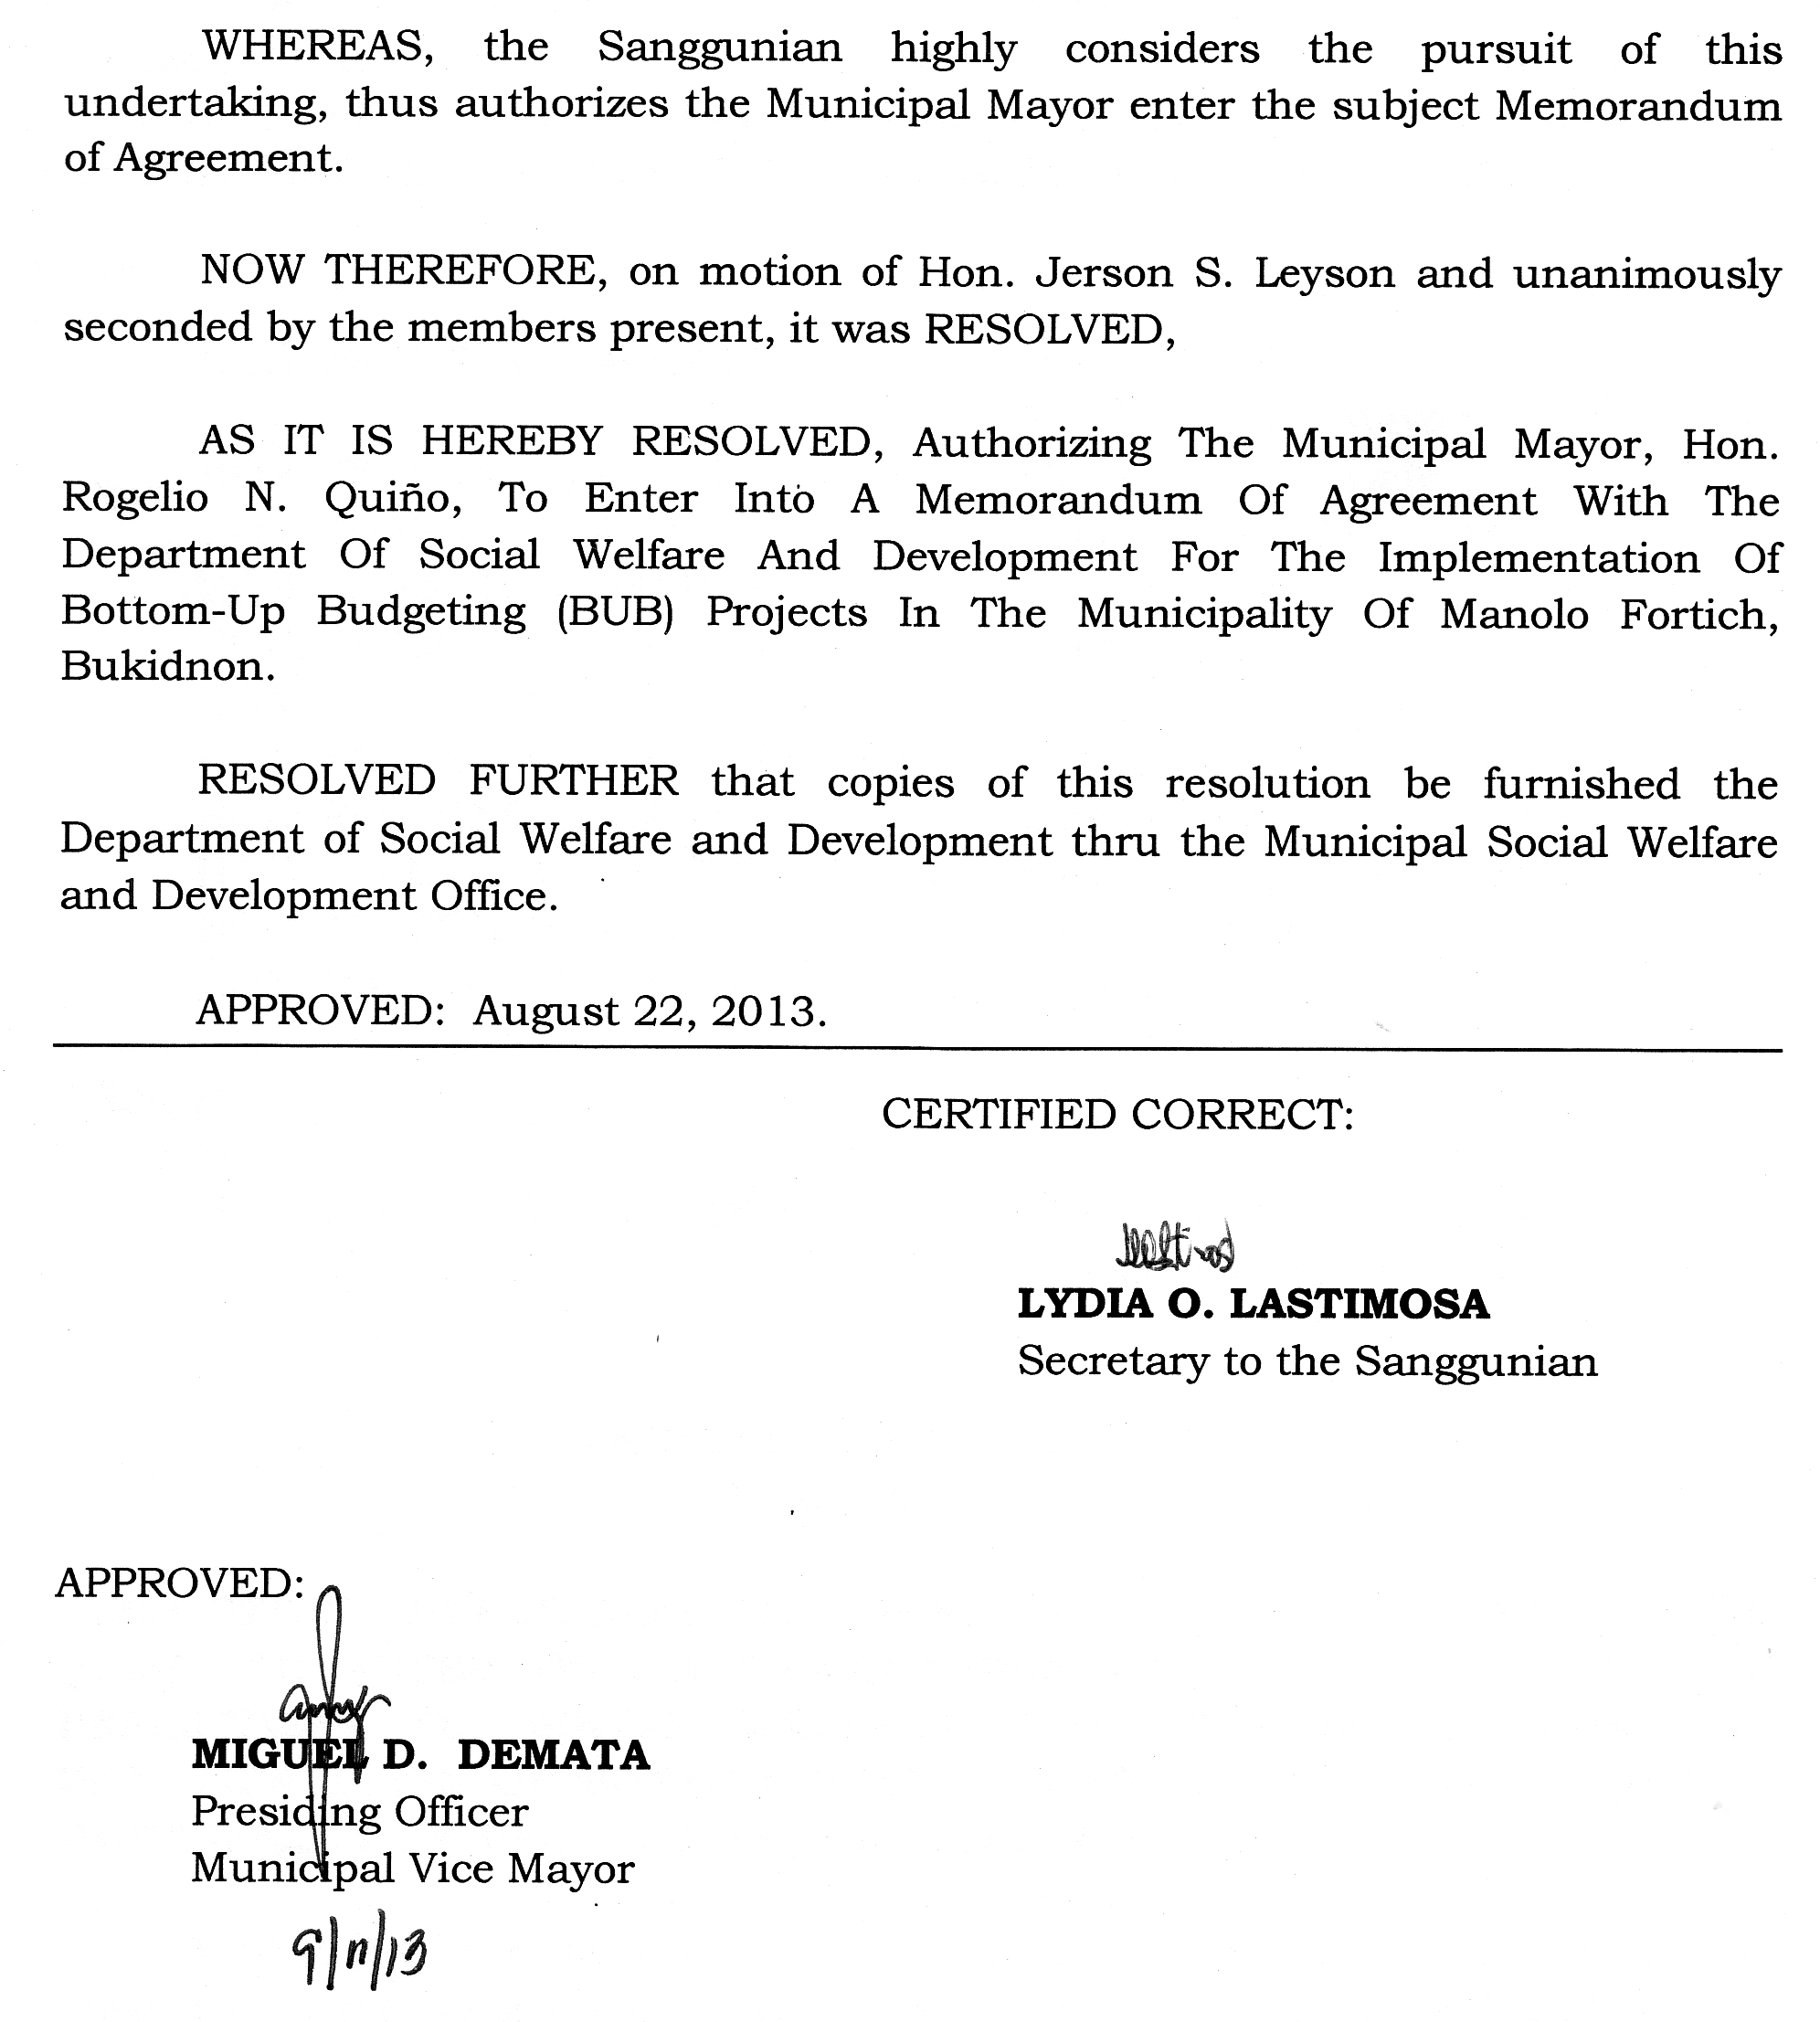 WHEREAS, the Sanggunian highly considers the pursuit of this
undertaking, thus authorizes the Municipal Mayor enter the subject Memorandum
of Agreement.
NOW THEREFORE, on motion of Hon. Jerson S. Leyson and unanimously
seconded by the members present, it was RESOLVED,
AS IT IS HEREBY RESOLVED, Authorizing The Municipal Mayor, Hon.
Rogelio N. Quiño, To Enter Into A Memorandum Of Agreement With The
Department Of Social Welfare And Development For The Implementation Of
Bottom-Up Budgeting (BUB) Projects In The Municipality Of Manolo Fortich,
Bukidnon.
RESOLVED FURTHER that copies of this resolution be furnished the
Department of Social Welfare and Development thru the Municipal Social Welfare
and Development Office.
APPROVED: August 22, 2013.
CERTIFIED CORRECT:
LYDIA O. LASTIMOSA
Secretary to the Sanggunian
APPROVED:
MIGUEL D. DEMATA
Presiding Officer
Municipal Vice Mayor